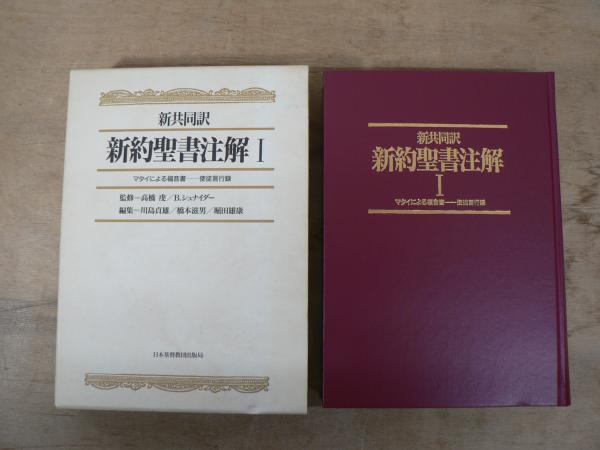 新共同訳
新約聖書注解 I
マタイによる福音書——使徒言行録
監修—高橋 虔/B.シュナイダー
編集—川島貞雄/橋本滋男/堀田雄康
日本基督教団出版局
新共同訳
新約聖書注解
I
マタイによる福音書——使徒言行録